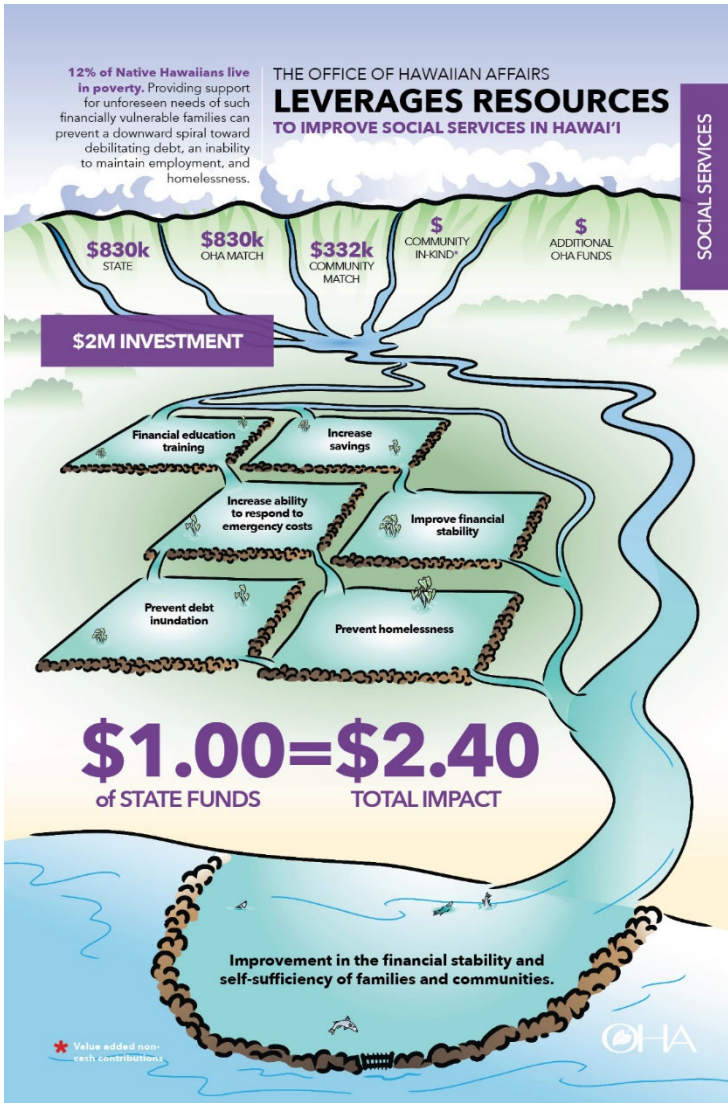 12% of Native Hawaiians live
in poverty. Providing support
for unforeseen needs of such
financially vulnerable families can
prevent a downward spiral toward
debilitating debt, an inability
to maintain employment, and
homelessness.
THE OFFICE OF HAWAIIAN AFFAIRS
LEVERAGES RESOURCES
TO IMPROVE SOCIAL SERVICES IN HAWAI‘I
SOCIAL SERVICES
$830k
STATE
$830k
OHA MATCH
$332k
COMMUNITY
MATCH
$
COMMUNITY
IN-KIND*
$
ADDITIONAL
OHA FUNDS
$2M INVESTMENT
Financial education
training
Increase
savings
Increase ability
to respond to
emergency costs
Improve financial
stability
Prevent debt
inundation
Prevent homelessness
$1.00=$2.40
of STATE FUNDS TOTAL IMPACT
Improvement in the financial stability and
self-sufficiency of families and communities.
* Value added non-
cash contributions
OHA